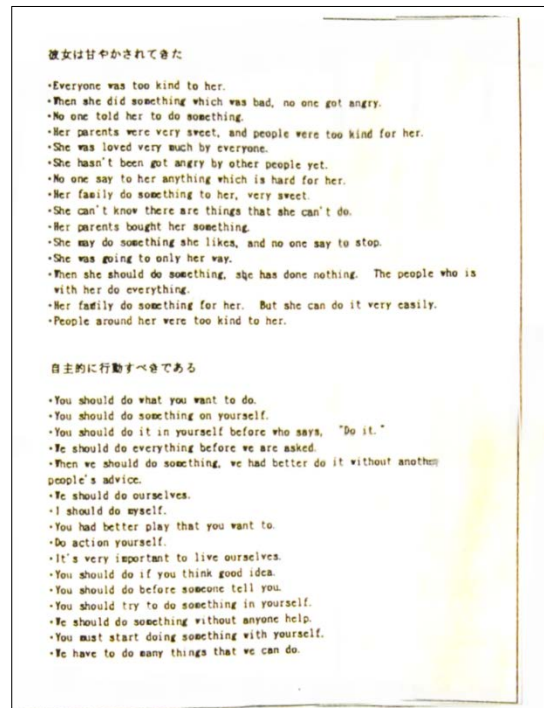 彼女は甘やかされてきた
・Everyone was too kind to her.
・When she did something which was bad, no one got angry.
・No one told her to do something.
・Her parents were very sweet, and people were too kind for her.
・She was loved very much by everyone.
・She hasn't been got angry by other people yet.
・No one say to her anything which is hard for her.
・Her family do something to her, very sweet.
・She can't know there are things that she can't do.
・Her parents bought her something.
・She may do something she likes, and no one say to stop.
・She was going to only her way.
・When she should do something, she has done nothing. The people who is
with her do everything.
・Her family do something for her. But she can do it very easily.
・People around her were too kind to her.
自主的に行動すべきである
・You should do what you want to do.
・You should do something on yourself.
・You should do it in yourself before who says, "Do it."
・We should do everything before we are asked.
・When we should do something, we had better do it without another
people's advice.
・We should do ourselves.
・I should do myself.
・You had better play that you want to.
・Do action yourself.
・It's very important to live ourselves.
・You should do if you think good idea.
・You should do before someone tell you.
・You should try to do something in yourself.
・We should do something without anyone help.
・You must start doing something with yourself.
・We have to do many things that we can do.